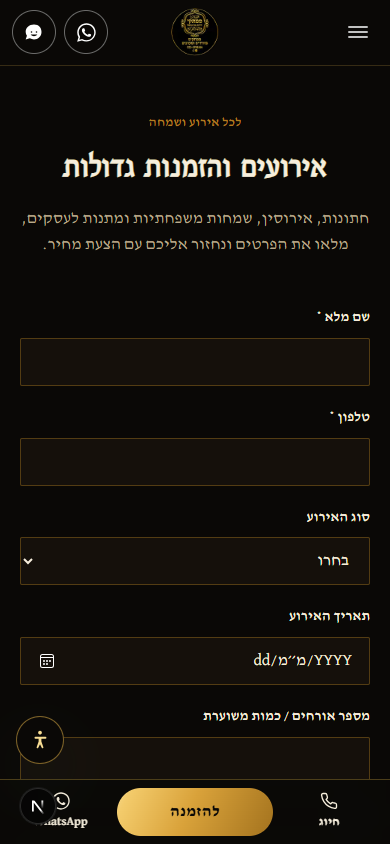 לכל אירוע ושמחה
אירועים והזמנות גדולות
חתונות, אירוסין, שמחות משפחתיות ומתנות לעסקים,
מלאו את הפרטים ונחזור אליכם עם הצעת מחיר.
שם מלא *
טלפון *
סוג האירוע
בחרו
תאריך האירוע
dd/מ״מ/YYYY
מספר אורחים / כמות משוערת
חיוג
להזמנה
hatsApp
N